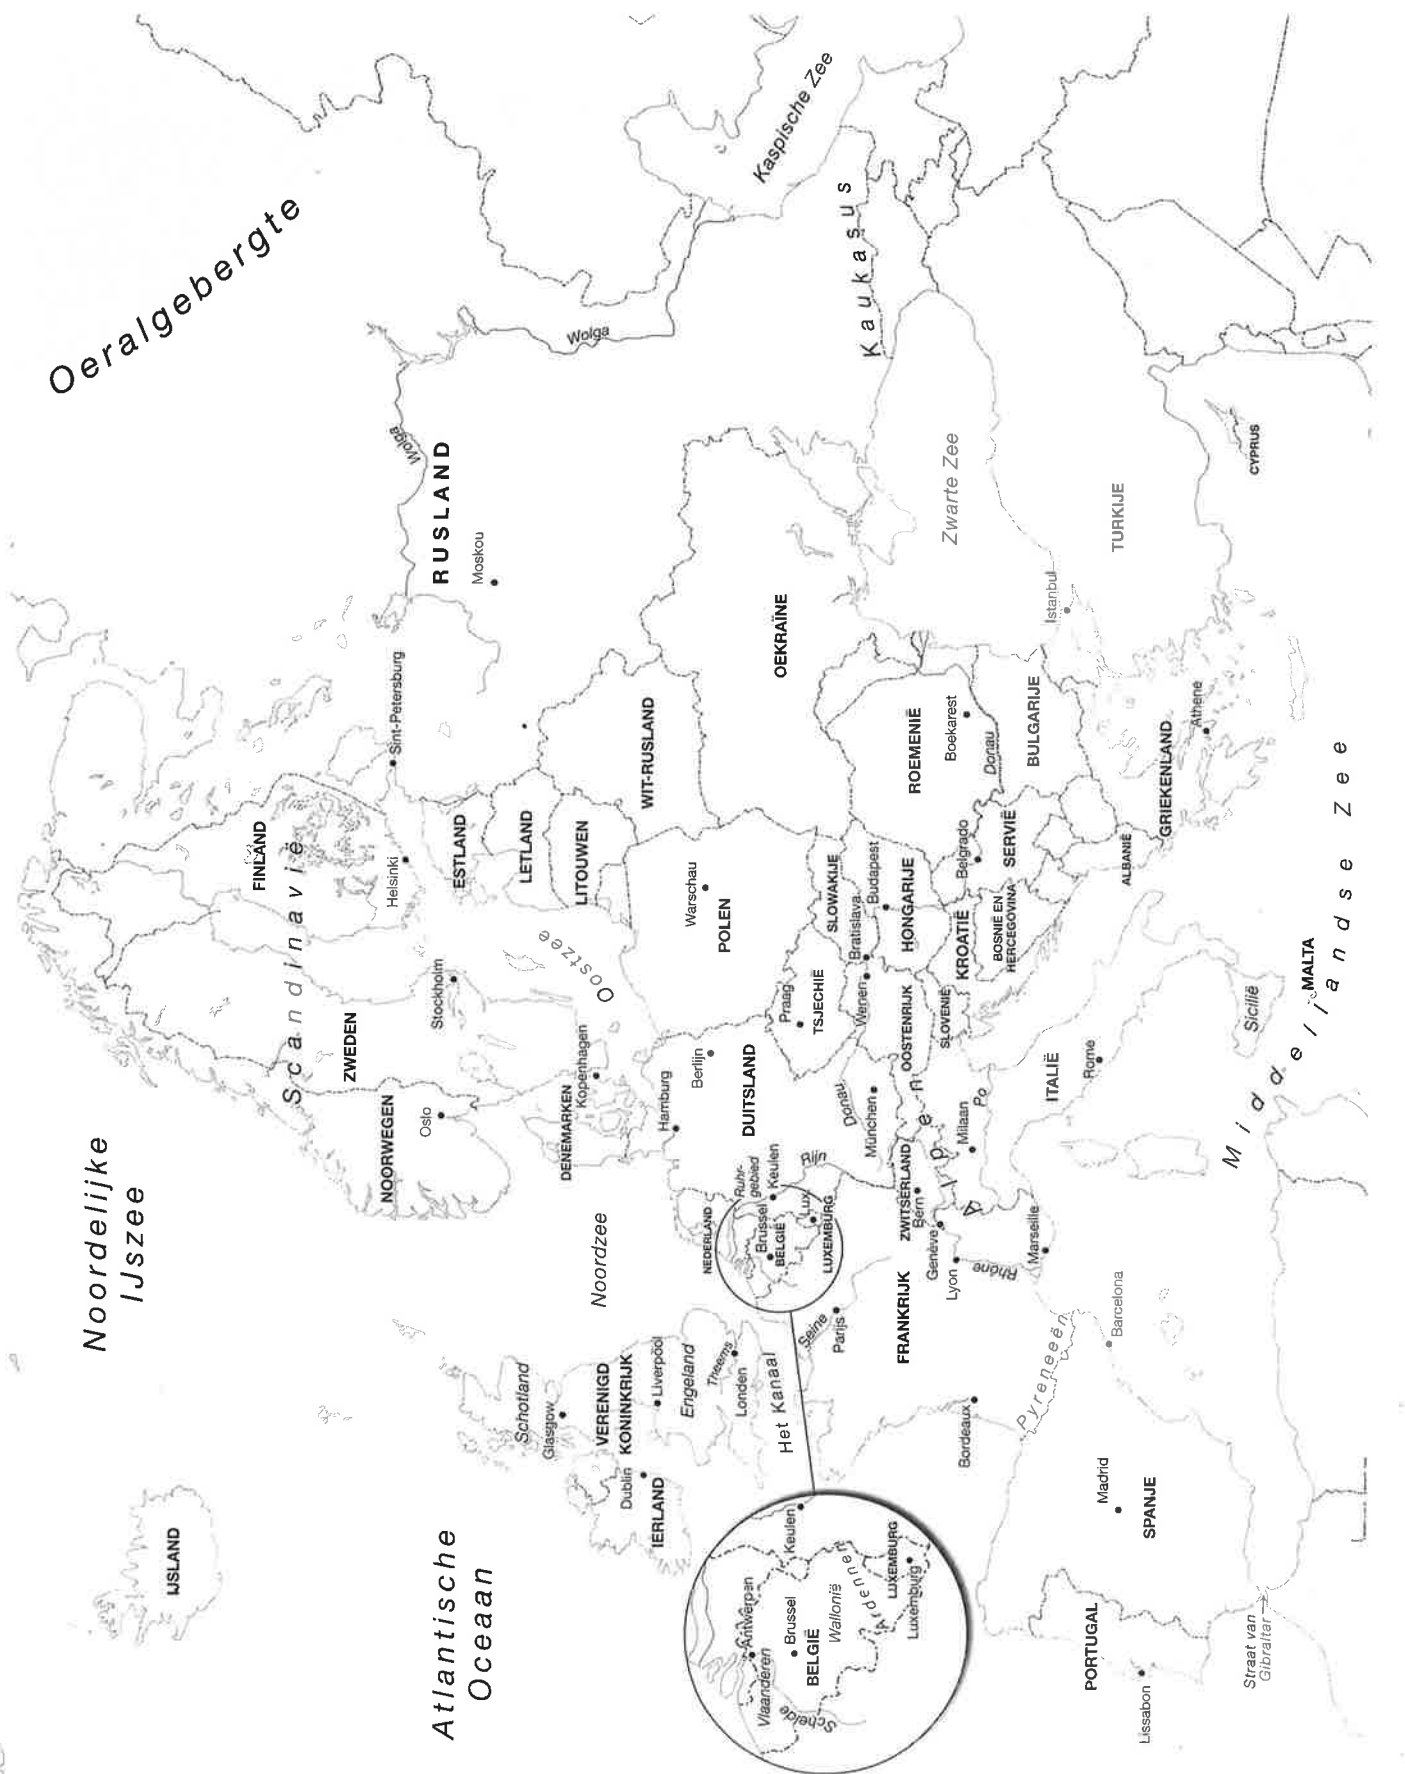 Noordelijke
IJszee
Oeralgebergte
IJSLAND
Scandinavië
FINLAND
ZWEDEN
NOORWEGEN
Oslo
Stockholm
Helsinki
Sint-Petersburg
Wolga
Wolga
RUSLAND
Moskou
ESTLAND
LETLAND
LITOUWEN
Oostzee
DENEMARKEN
Kopenhagen
Atlantische
Oceaan
Schotland
Glasgow
VERENIGD
KONINKRIJK
Dublin
IERLAND
Liverpool
Engeland
Theems
Londen
Noordzee
Het Kanaal
NEDERLAND
Ruhr-
gebied
Keulen
Brussel
BELGIË
Lux.
LUXEMBURG
Rijn
Hamburg
Berlijn
DUITSLAND
Warschau
POLEN
WIT-RUSLAND
OEKRAÏNE
Kaspische Zee
Kaukasus
Praag
TSJECHIË
SLOWAKIJE
Bratislava
Wenen
Donau
München
OOSTENRIJK
Budapest
HONGARIJE
SLOVENIË
KROATIË
BOSNIË EN
HERCEGOVINA
Belgrado
SERVIË
ROEMENIË
Boekarest
Donau
BULGARIJE
Zwarte Zee
Istanbul
TURKIJE
CYPRUS
ALBANIË
GRIEKENLAND
Athene
Seine
Parijs
FRANKRIJK
ZWITSERLAND
Bern
Genève
Lyon
Rhône
Marseille
Alpen
Milaan
Po
ITALIË
Rome
Sicilië
MALTA
Middellandse Zee
Bordeaux
Pyreneeën
Barcelona
Madrid
SPANJE
PORTUGAL
Lissabon
Straat van
Gibraltar
Antwerpen
Vlaanderen
Schelde
Brussel
BELGIË
Wallonië
Ardennen
Keulen
LUXEMBURG
Luxemburg